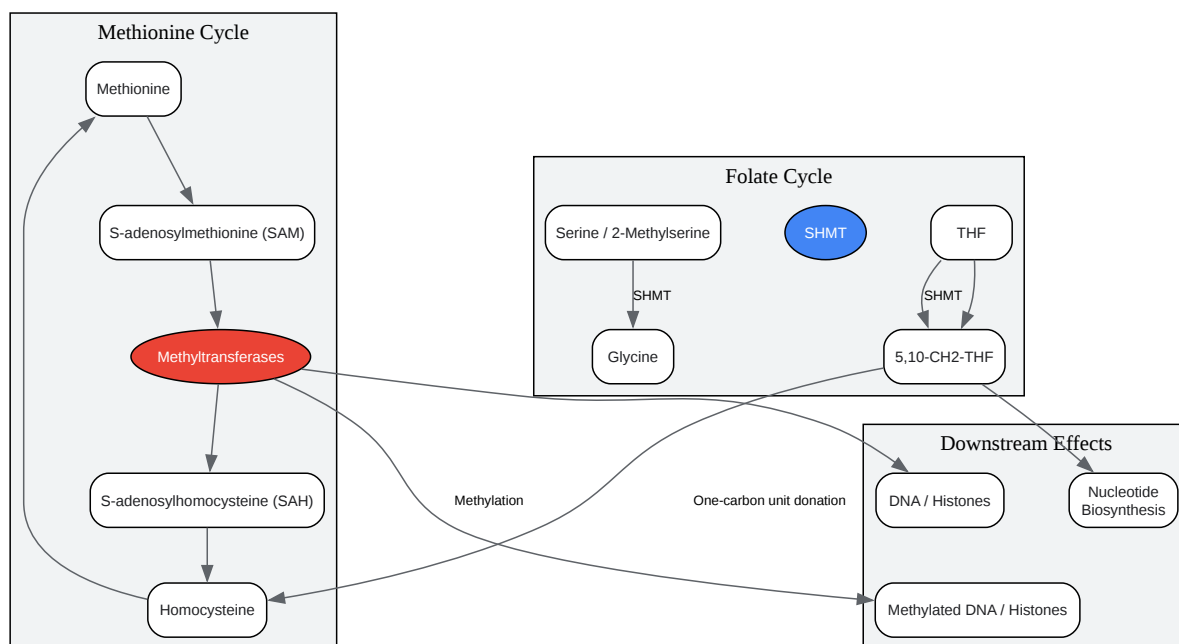 Methionine Cycle
Methionine
S-adenosylmethionine (SAM)
Methyltransferases
S-adenosylhomocysteine (SAH)
Homocysteine
Folate Cycle
Serine / 2-Methylserine
SHMT
THF
SHMT
SHMT
Glycine
5,10-CH2-THF
Methylation
One-carbon unit donation
Downstream Effects
DNA / Histones
Nucleotide
Biosynthesis
Methylated DNA / Histones